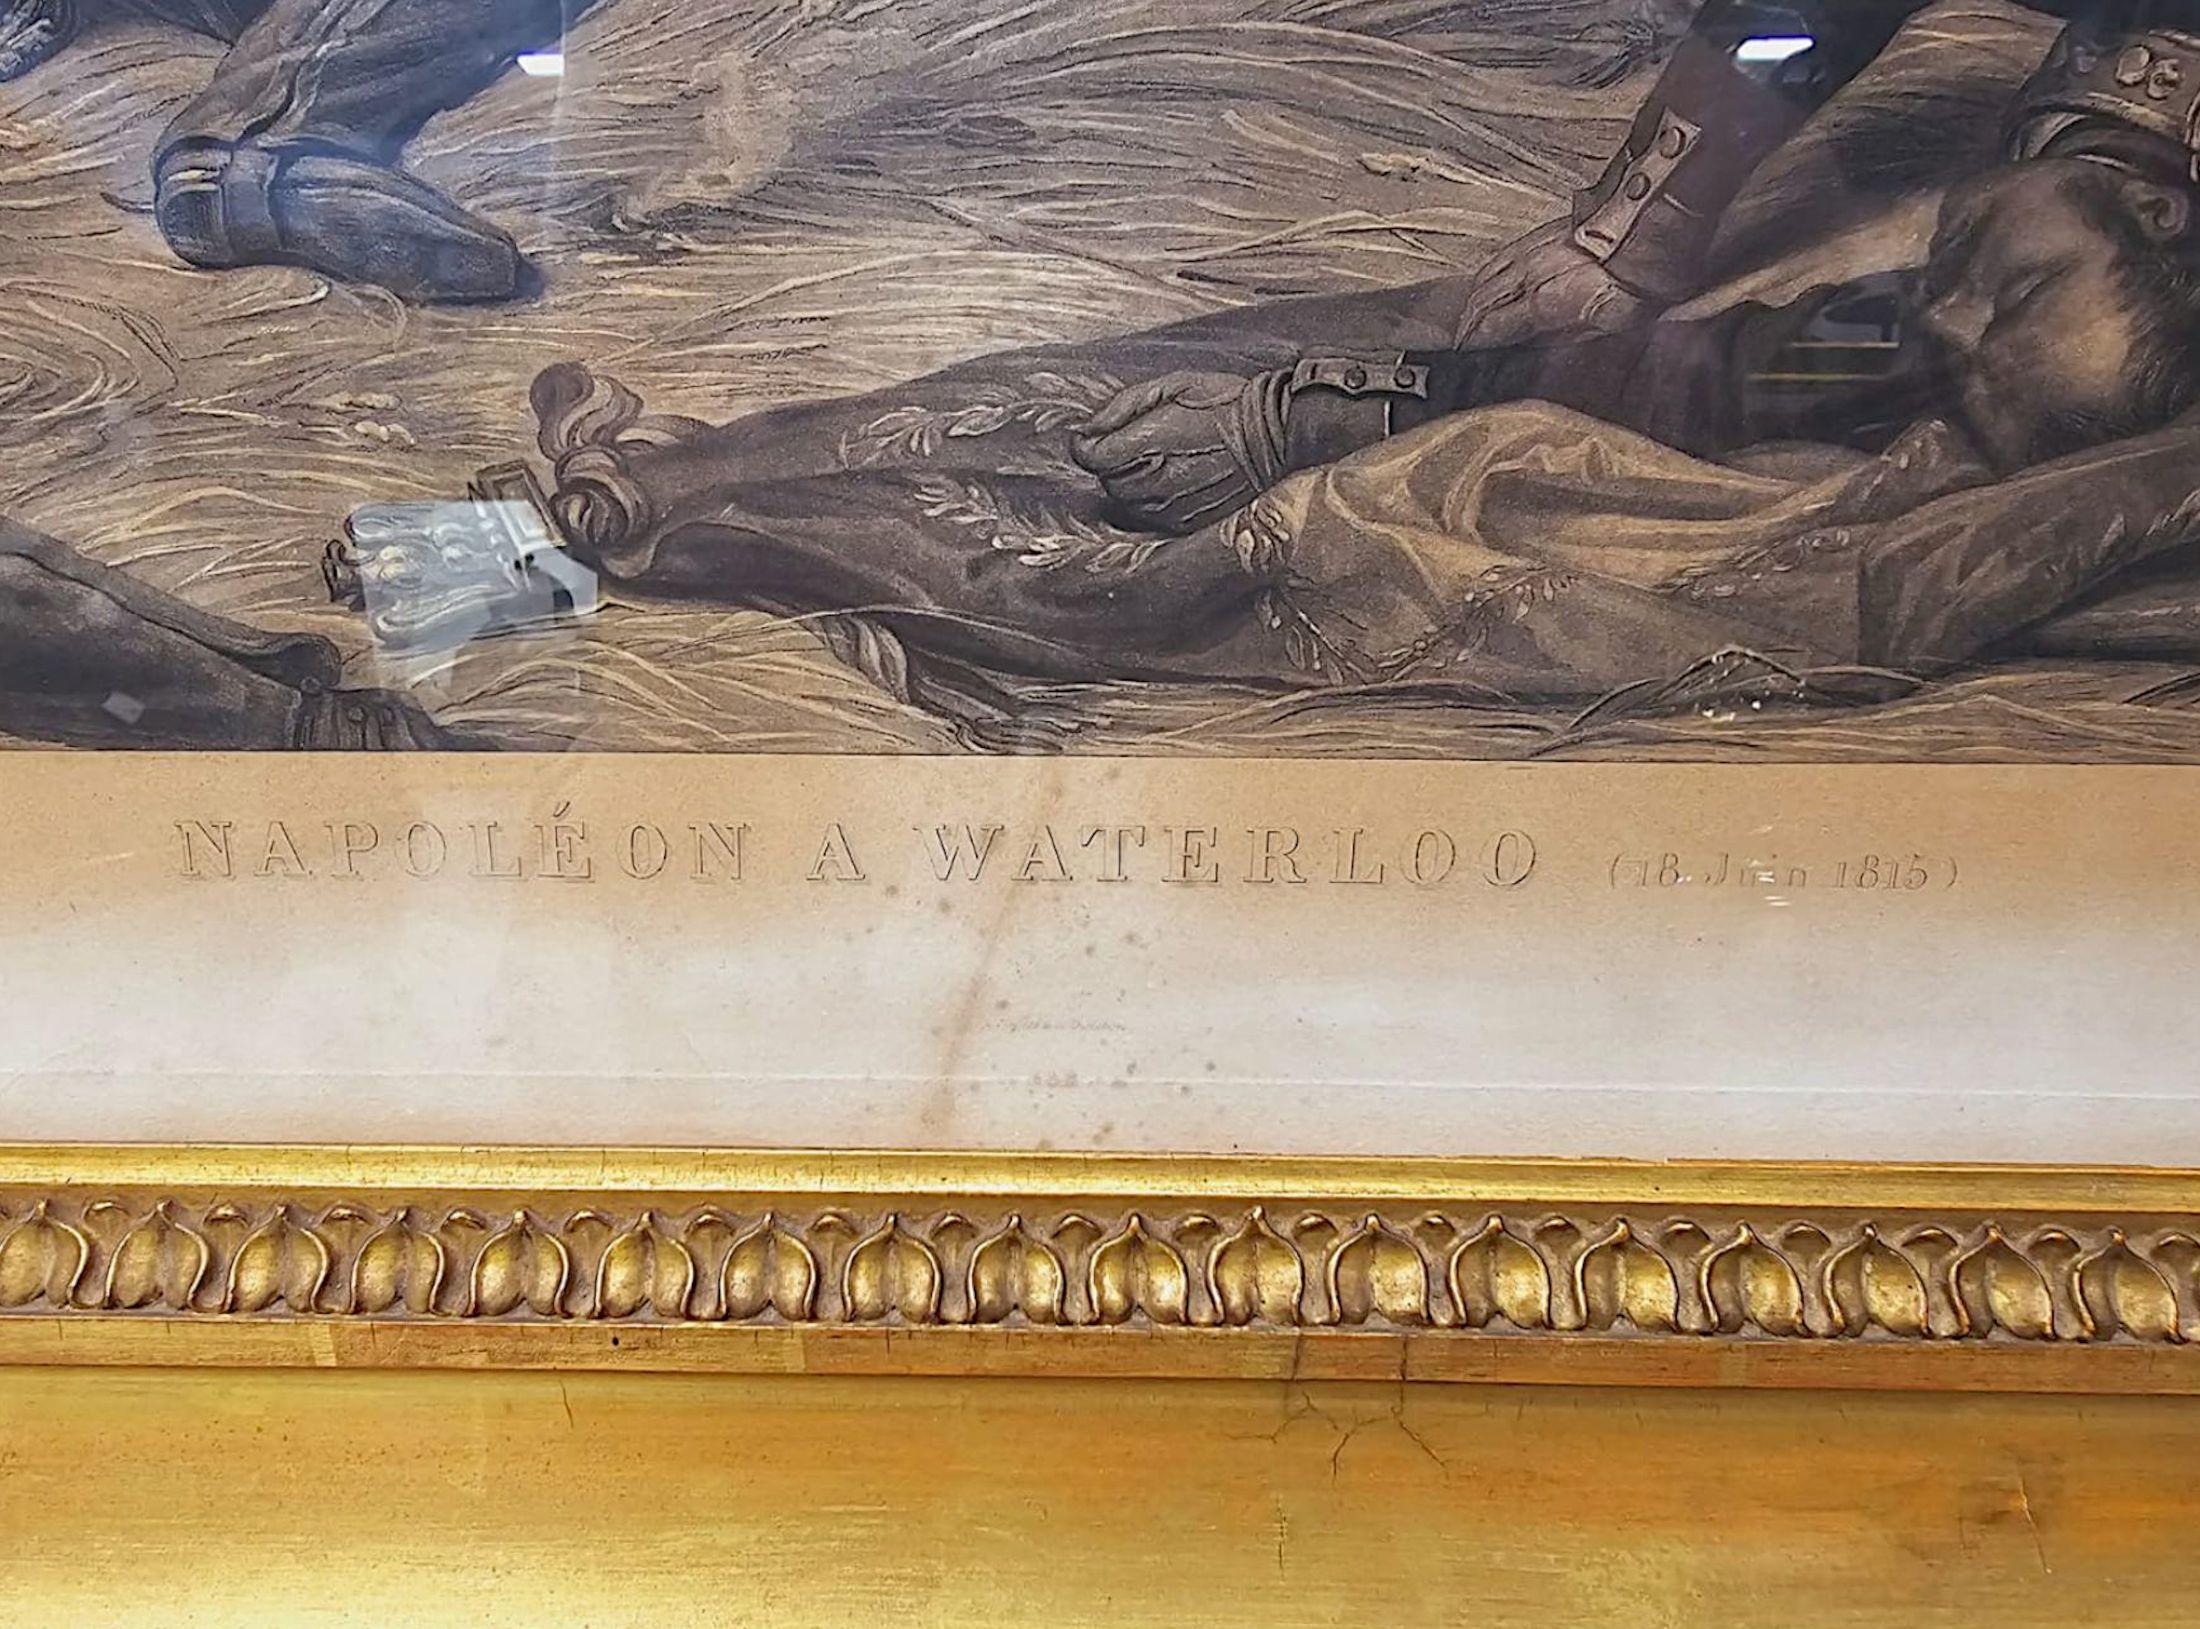 NAPOLÉON A WATERLOO (18 Juin 1815)